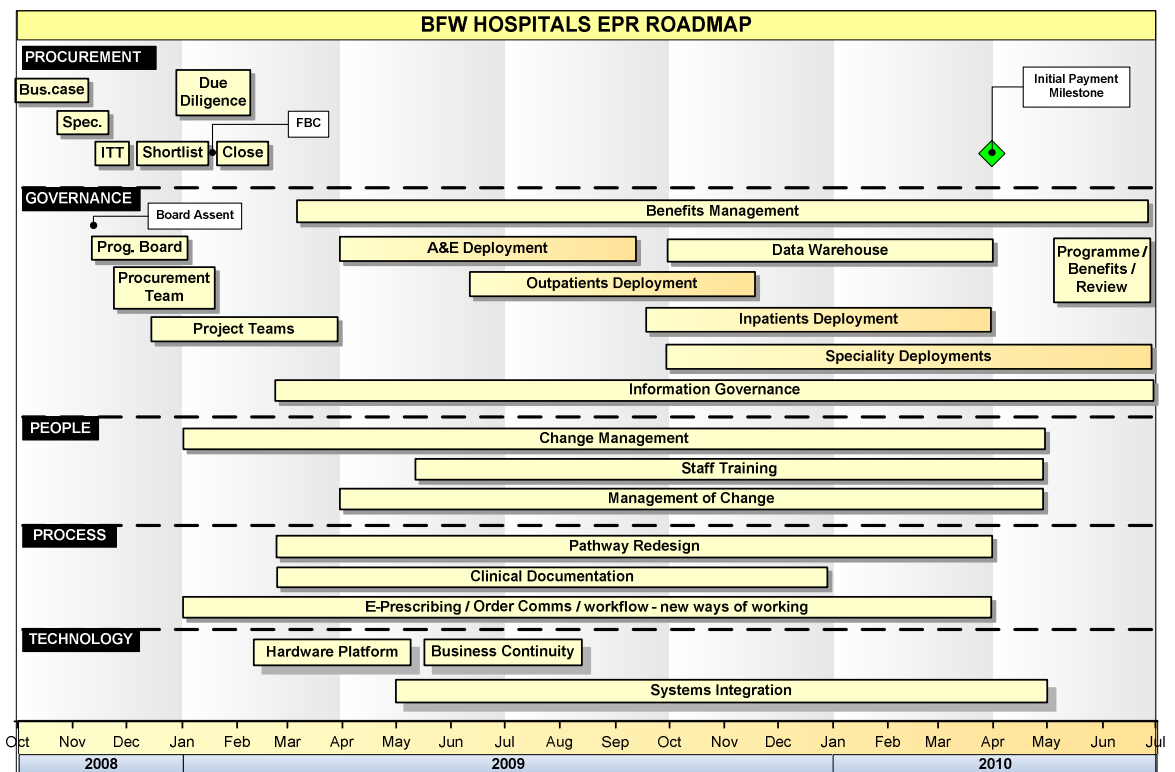 BFW HOSPITALS EPR ROADMAP
PROCUREMENT
Bus.case
Due
Diligence
Initial Payment
Milestone
Spec.
FBC
ITT
Shortlist
Close
GOVERNANCE
Benefits Management
Board Assent
Prog. Board
A&E Deployment
Data Warehouse
Programme /
Benefits /
Review
Procurement
Team
Outpatients Deployment
Project Teams
Inpatients Deployment
Speciality Deployments
Information Governance
PEOPLE
Change Management
Staff Training
Management of Change
PROCESS
Pathway Redesign
Clinical Documentation
E-Prescribing / Order Comms / workflow - new ways of working
TECHNOLOGY
Hardware Platform
Business Continuity
Systems Integration
Oct Nov Dec Jan Feb Mar Apr May Jun Jul Aug Sep Oct Nov Dec Jan Feb Mar Apr May Jun Jul
2008 2009 2010